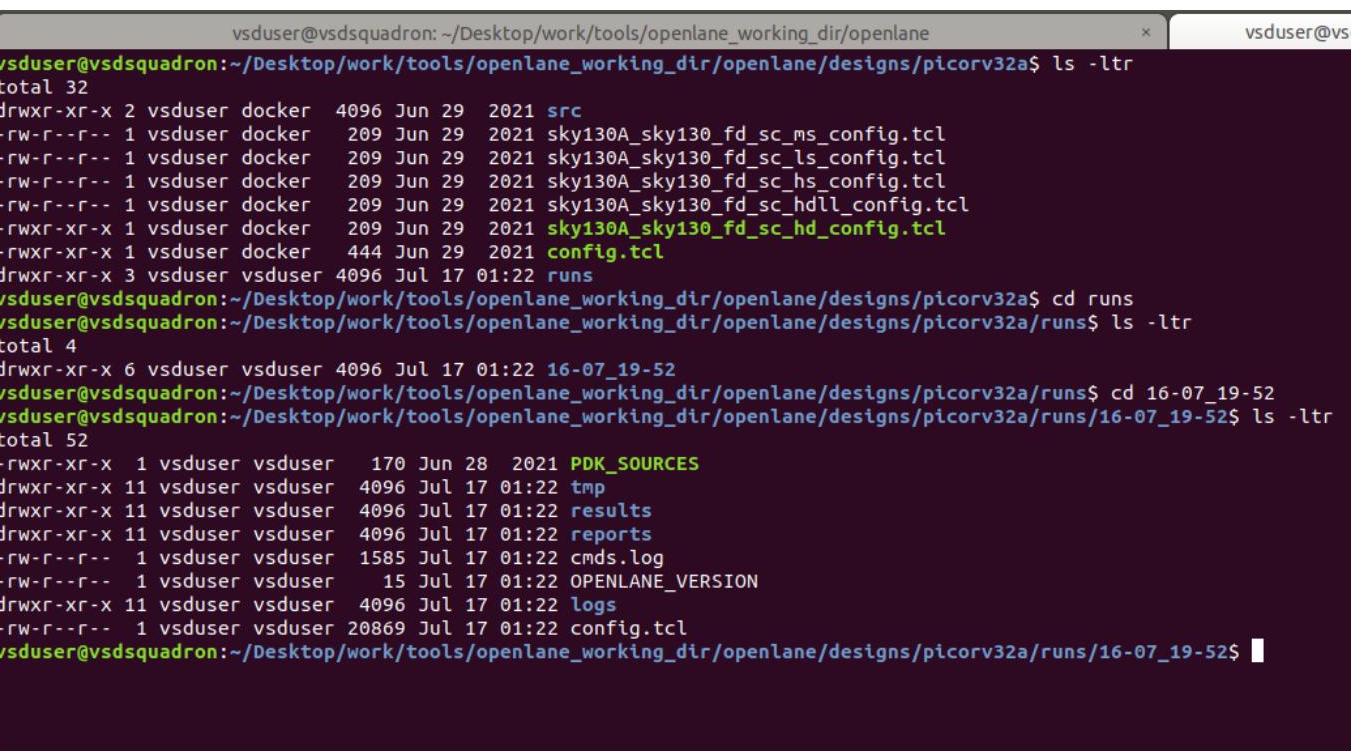 vsduser@vsdsquadron: ~/Desktop/work/tools/openlane_working_dir/openlane × vsduser@vs
vsduser@vsdsquadron:~/Desktop/work/tools/openlane_working_dir/openlane/designs/picorv32a$ ls -ltr
total 32
drwxr-xr-x 2 vsduser docker  4096 Jun 29  2021 src
-rw-r--r-- 1 vsduser docker   209 Jun 29  2021 sky130A_sky130_fd_sc_ms_config.tcl
-rw-r--r-- 1 vsduser docker   209 Jun 29  2021 sky130A_sky130_fd_sc_ls_config.tcl
-rw-r--r-- 1 vsduser docker   209 Jun 29  2021 sky130A_sky130_fd_sc_hs_config.tcl
-rw-r--r-- 1 vsduser docker   209 Jun 29  2021 sky130A_sky130_fd_sc_hdll_config.tcl
-rwxr-xr-x 1 vsduser docker   209 Jun 29  2021 sky130A_sky130_fd_sc_hd_config.tcl
-rwxr-xr-x 1 vsduser docker   444 Jun 29  2021 config.tcl
drwxr-xr-x 3 vsduser vsduser 4096 Jul 17 01:22 runs
vsduser@vsdsquadron:~/Desktop/work/tools/openlane_working_dir/openlane/designs/picorv32a$ cd runs
vsduser@vsdsquadron:~/Desktop/work/tools/openlane_working_dir/openlane/designs/picorv32a/runs$ ls -ltr
total 4
drwxr-xr-x 6 vsduser vsduser 4096 Jul 17 01:22 16-07_19-52
vsduser@vsdsquadron:~/Desktop/work/tools/openlane_working_dir/openlane/designs/picorv32a/runs$ cd 16-07_19-52
vsduser@vsdsquadron:~/Desktop/work/tools/openlane_working_dir/openlane/designs/picorv32a/runs/16-07_19-52$ ls -ltr
total 52
-rwxr-xr-x  1 vsduser vsduser   170 Jun 28  2021 PDK_SOURCES
drwxr-xr-x 11 vsduser vsduser  4096 Jul 17 01:22 tmp
drwxr-xr-x 11 vsduser vsduser  4096 Jul 17 01:22 results
drwxr-xr-x 11 vsduser vsduser  4096 Jul 17 01:22 reports
-rw-r--r--  1 vsduser vsduser  1585 Jul 17 01:22 cmds.log
-rw-r--r--  1 vsduser vsduser    15 Jul 17 01:22 OPENLANE_VERSION
drwxr-xr-x 11 vsduser vsduser  4096 Jul 17 01:22 logs
-rw-r--r--  1 vsduser vsduser 20869 Jul 17 01:22 config.tcl
vsduser@vsdsquadron:~/Desktop/work/tools/openlane_working_dir/openlane/designs/picorv32a/runs/16-07_19-52$